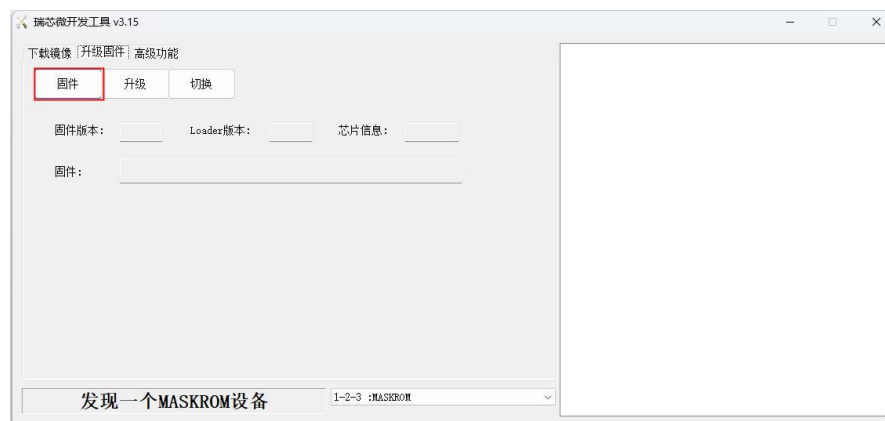 瑞芯微开发工具 v3.15
下载镜像 升级固件 高级功能
固件 升级 切换
固件版本: Loader版本: 芯片信息:
固件:
发现一个MASKROM设备 1-2-3 :MASKROM